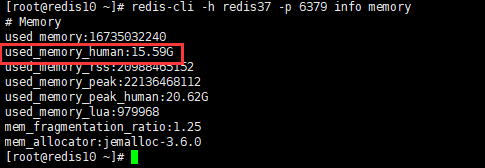 [root@redis10 ~]# redis-cli -h redis37 -p 6379 info memory
# Memory
used_memory:16735032240
used_memory_human:15.59G
used_memory_rss:20988465152
used_memory_peak:22136468112
used_memory_peak_human:20.62G
used_memory_lua:979968
mem_fragmentation_ratio:1.25
mem_allocator:jemalloc-3.6.0
[root@redis10 ~]#